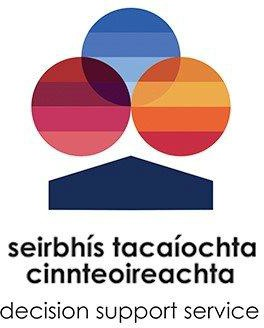 seirbhís tacaíochta
cinnteoireachta
decision support service